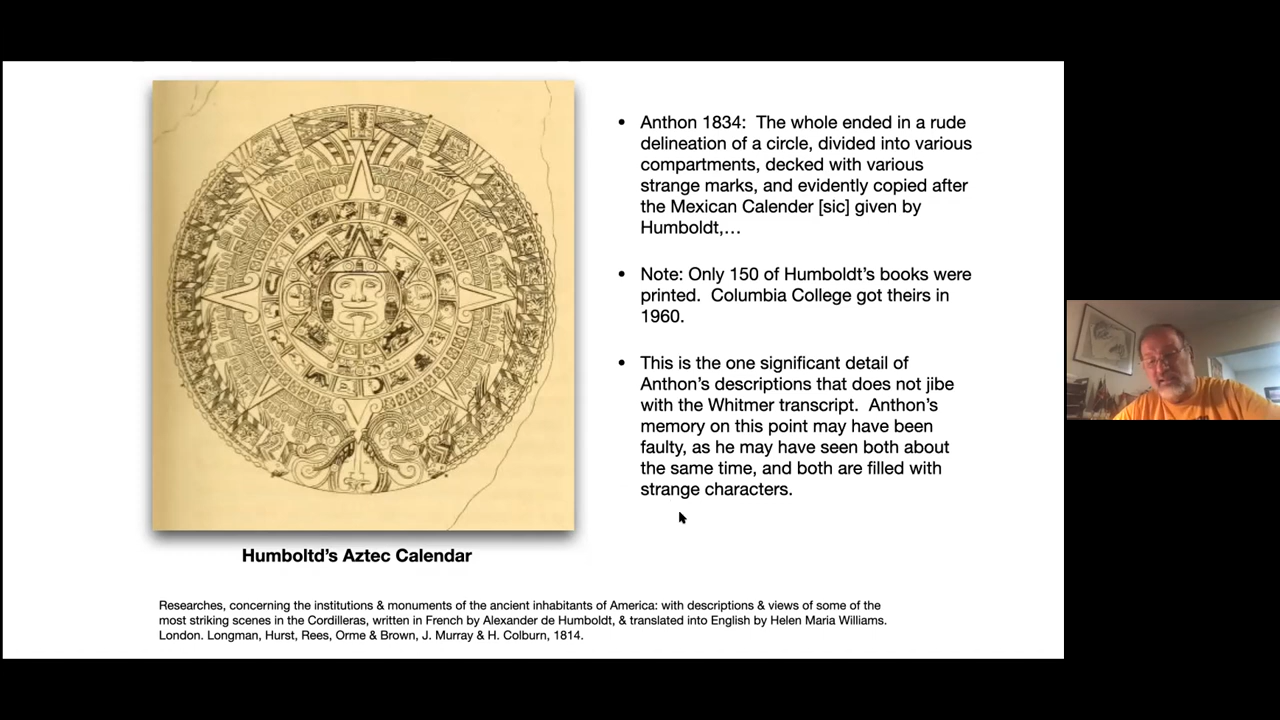 • Anthon 1834:  The whole ended in a rude
delineation of a circle, divided into various
compartments, decked with various
strange marks, and evidently copied after
the Mexican Calender [sic] given by
Humboldt,…
• Note: Only 150 of Humboldt’s books were
printed.  Columbia College got theirs in
1960.
• This is the one significant detail of
Anthon’s descriptions that does not jibe
with the Whitmer transcript.  Anthon’s
memory on this point may have been
faulty, as he may have seen both about
the same time, and both are filled with
strange characters.
Humboltd’s Aztec Calendar
Researches, concerning the institutions & monuments of the ancient inhabitants of America: with descriptions & views of some of the
most striking scenes in the Cordilleras, written in French by Alexander de Humboldt, & translated into English by Helen Maria Williams.
London. Longman, Hurst, Rees, Orme & Brown, J. Murray & H. Colburn, 1814.